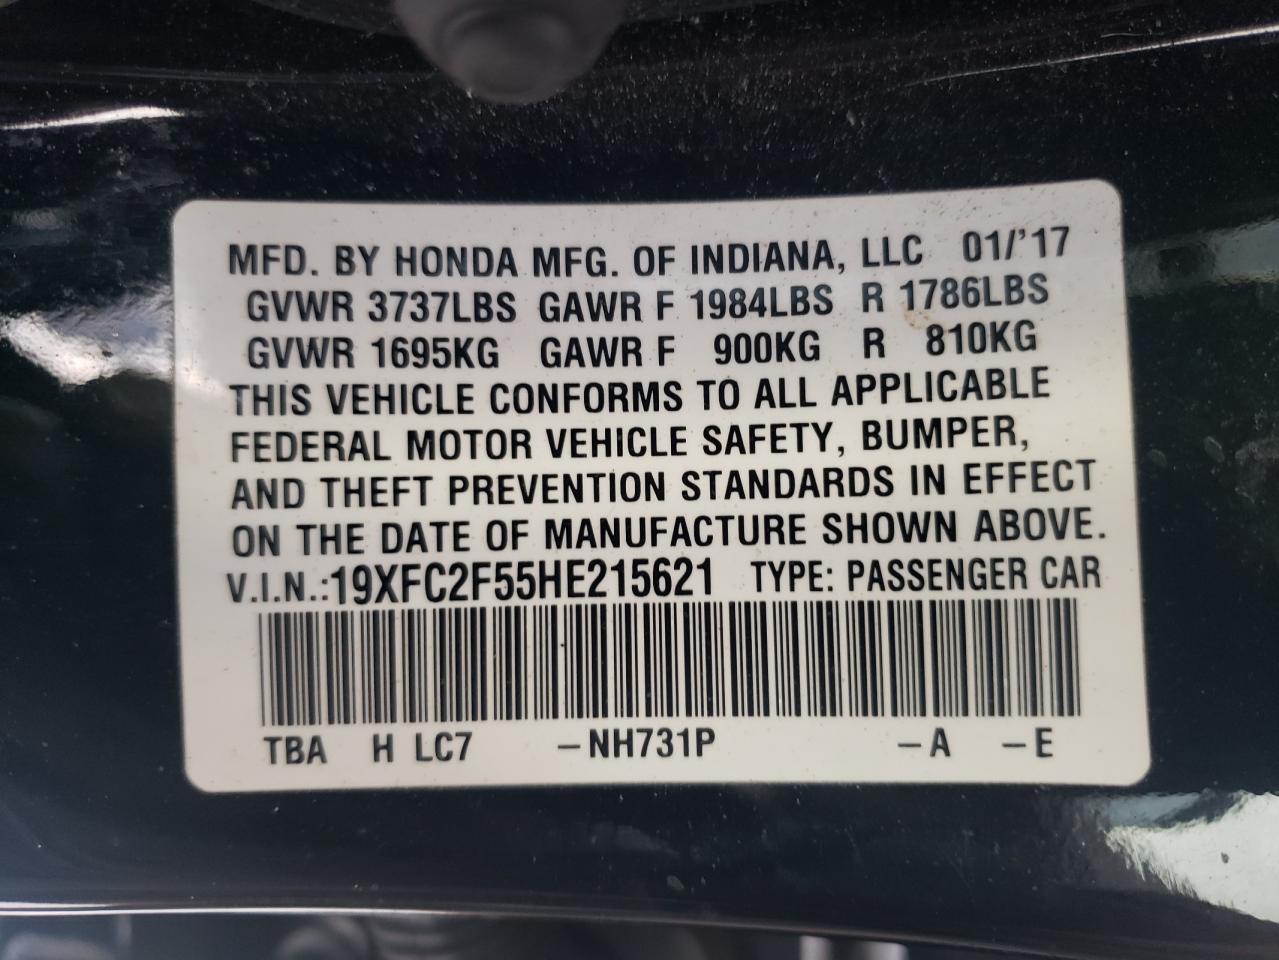 MFD. BY HONDA MFG. OF INDIANA, LLC 01/'17
GVWR 3737LBS GAWR F 1984LBS R 1786LBS
GVWR 1695KG GAWR F 900KG R 810KG
THIS VEHICLE CONFORMS TO ALL APPLICABLE
FEDERAL MOTOR VEHICLE SAFETY, BUMPER,
AND THEFT PREVENTION STANDARDS IN EFFECT
ON THE DATE OF MANUFACTURE SHOWN ABOVE.
V.I.N.:19XFC2F55HE215621 TYPE: PASSENGER CAR
TBA H LC7 –NH731P –A –E